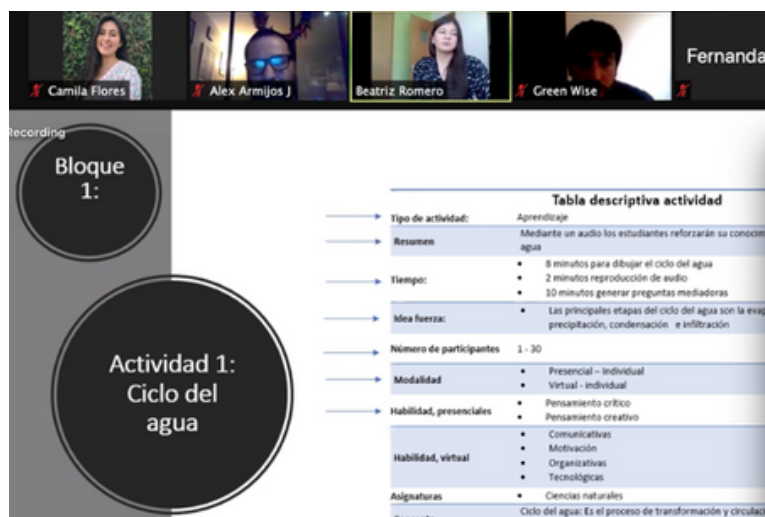 Camila Flores
Alex Armijos J
Beatriz Romero
Green Wise
Fernanda
Recording
Bloque
1:
Actividad 1:
Ciclo del
agua
Tabla descriptiva actividad
Tipo de actividad: Aprendizaje
Resumen Mediante un audio los estudiantes reforzarán su conocim
agua
Tiempo:
• 8 minutos para dibujar el ciclo del agua
• 2 minutos reproducción de audio
• 10 minutos generar preguntas mediadoras
Idea fuerza: • Las principales etapas del ciclo del agua son la evap
precipitación, condensación e infiltración
Número de participantes 1 - 30
Modalidad
• Presencial – Individual
• Virtual - individual
Habilidad, presenciales
• Pensamiento crítico
• Pensamiento creativo
Habilidad, virtual
• Comunicativas
• Motivación
• Organizativas
• Tecnológicas
Asignaturas • Ciencias naturales
Ciclo del agua: Es el proceso de transformación y circulaci